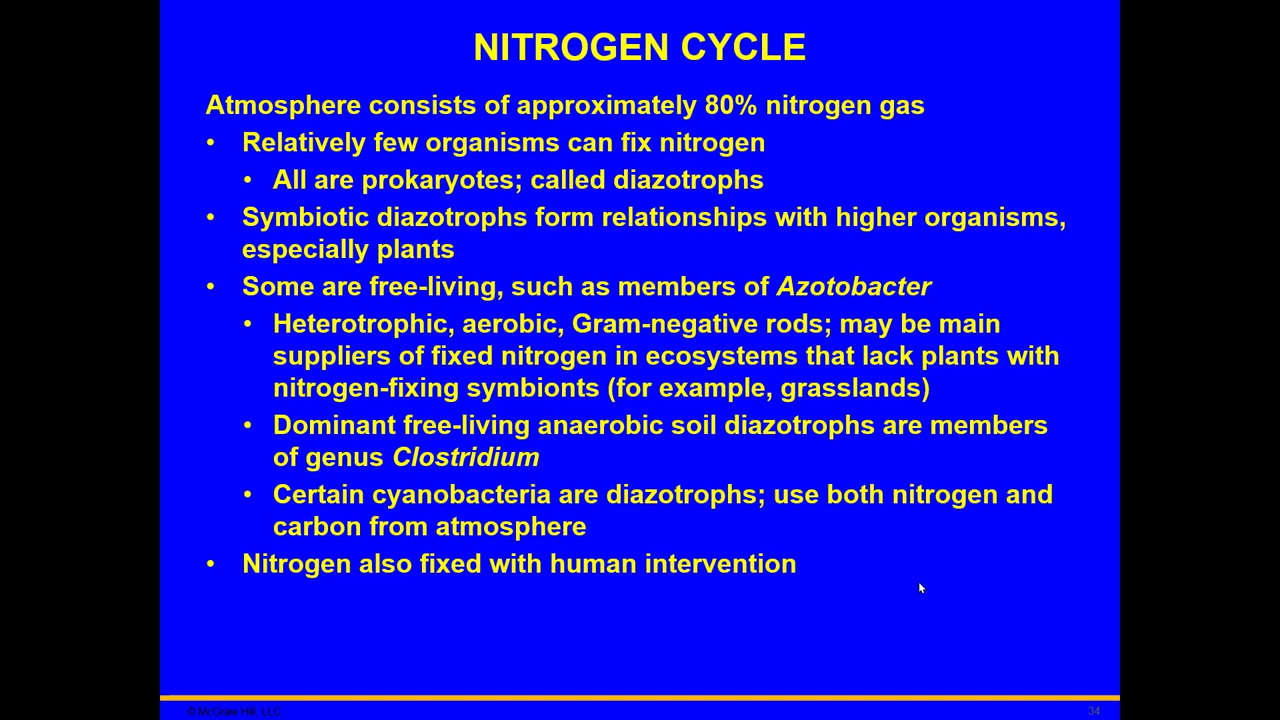 NITROGEN CYCLE
Atmosphere consists of approximately 80% nitrogen gas
• Relatively few organisms can fix nitrogen
• All are prokaryotes; called diazotrophs
• Symbiotic diazotrophs form relationships with higher organisms,
especially plants
• Some are free-living, such as members of Azotobacter
• Heterotrophic, aerobic, Gram-negative rods; may be main
suppliers of fixed nitrogen in ecosystems that lack plants with
nitrogen-fixing symbionts (for example, grasslands)
• Dominant free-living anaerobic soil diazotrophs are members
of genus Clostridium
• Certain cyanobacteria are diazotrophs; use both nitrogen and
carbon from atmosphere
• Nitrogen also fixed with human intervention
© McGraw Hill, LLC 34